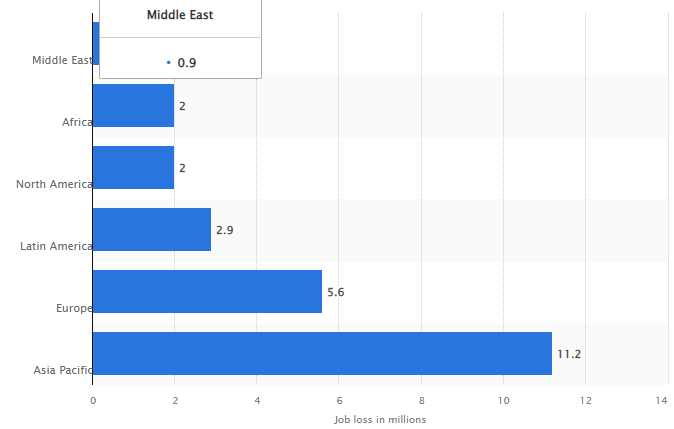 Middle East
• 0.9
Middle East
Africa
2
North America
2
Latin America
2.9
Europe
5.6
Asia Pacific
11.2
0 2 4 6 8 10 12 14
Job loss in millions